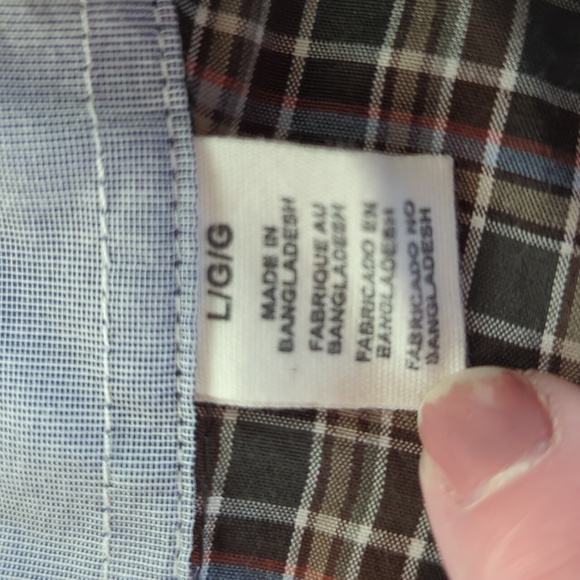 L/G/G
MADE IN
BANGLADESH
FABRIQUE AU
BANGLADESH
FABRICADO EN
BANGLADESH
FABRICADO NO
BANGLADESH